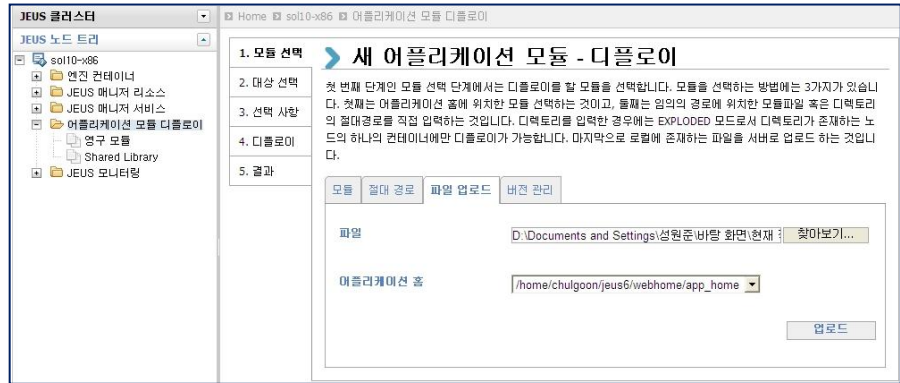 JEUS 클러스터
Home sol10-x86 어플리케이션 모듈 디플로이
JEUS 노드 트리
sol10-x86
엔진 컨테이너
JEUS 매니저 리소스
JEUS 매니저 서비스
어플리케이션 모듈 디플로이
영구 모듈
Shared Library
JEUS 모니터링
1. 모듈 선택
2. 대상 선택
3. 선택 사항
4. 디플로이
5. 결과
새 어플리케이션 모듈 - 디플로이
첫 번째 단계인 모듈 선택 단계에서는 디플로이를 할 모듈을 선택합니다. 모듈을 선택하는 방법에는 3가지가 있습니
다. 첫째는 어플리케이션 홈에 위치한 모듈 선택하는 것이고, 둘째는 임의의 경로에 위치한 모듈파일 혹은 디렉토리
의 절대경로를 직접 입력하는 것입니다. 디렉토리를 입력한 경우에는 EXPLODED 모드로서 디렉토리가 존재하는 노
드의 하나의 컨테이너에만 디플로이가 가능합니다. 마지막으로 로컬에 존재하는 파일을 서버로 업로드 하는 것입니
다.
모듈 절대 경로 파일 업로드 버전 관리
파일 D:\Documents and Settings\성원준\바탕 화면\현재 찾아보기...
어플리케이션 홈 /home/chulgoon/jeus6/webhome/app_home
업로드